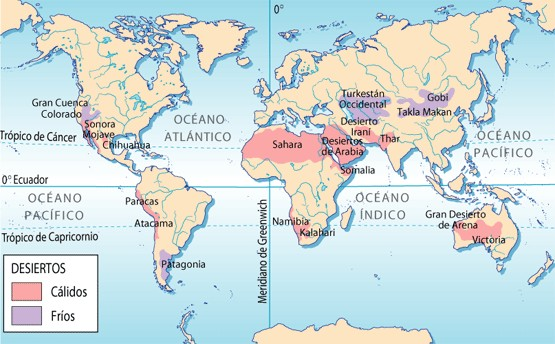 0°
Gran Cuenca
Colorado
Sonora
Mojave
Chihuahua
Trópico de Cáncer
OCÉANO
ATLÁNTICO
Turkestán
Occidental
Gobi
Takla Makan
Desierto
Iraní
Thar
Desiertos
de Arabia
Sahara
Somalia
OCÉANO
PACÍFICO
0° Ecuador
OCÉANO
PACÍFICO
Paracas
Atacama
Trópico de Capricornio
Patagonia
Meridiano de Greenwich
Namibia
Kalahari
OCÉANO
ÍNDICO
Gran Desierto
de Arena
Victoria
DESIERTOS
Cálidos
Fríos